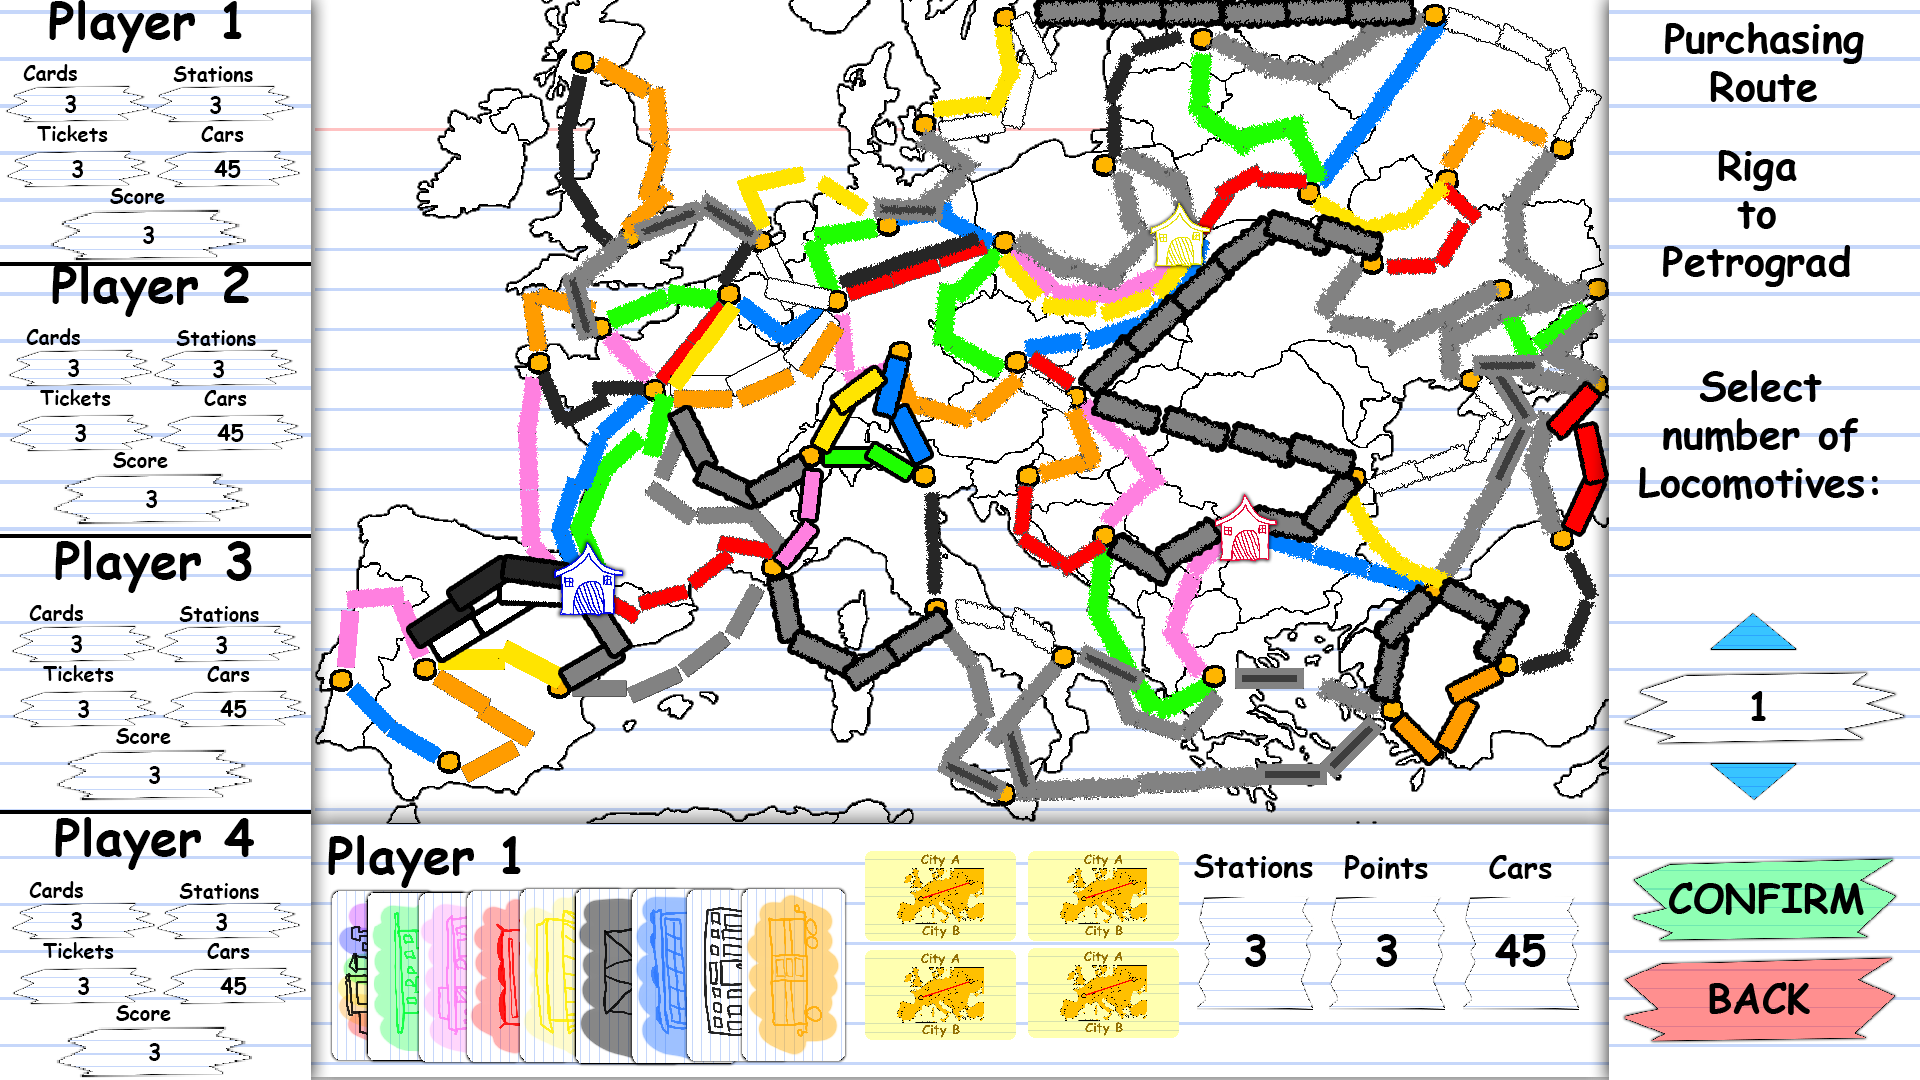 Player 1
Cards
Stations
3
3
Tickets
Cars
3
45
Score
3
Player 2
Cards
Stations
3
3
Tickets
Cars
3
45
Score
3
Player 3
Cards
Stations
3
3
Tickets
Cars
3
45
Score
3
Player 4
Cards
Stations
3
3
Tickets
Cars
3
45
Score
3
Player 1
City A
City B
City A
City B
City A
City B
City A
City B
Stations
Points
Cars
3
3
45
Purchasing
Route
Riga
to
Petrograd
Select
number of
Locomotives:
1
CONFIRM
BACK